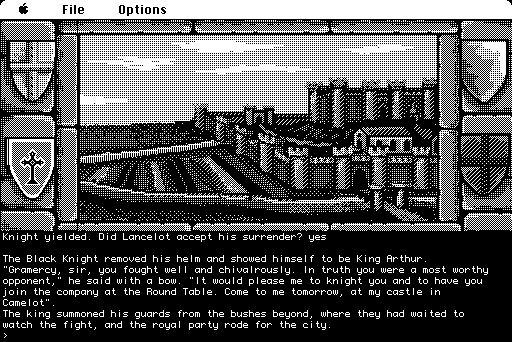 File Options
Knight yielded. Did Lancelot accept his surrender? yes
The Black Knight removed his helm and showed himself to be King Arthur.
"Gramercy, sir, you fought well and chivalrously. In truth you were a most worthy
opponent," he said with a bow. "It would please me to knight you and to have you
join the company at the Round Table. Come to me tomorrow, at my castle in
Camelot".
The king summoned his guards from the bushes beyond, where they had waited to
watch the fight, and the royal party rode for the city.
>